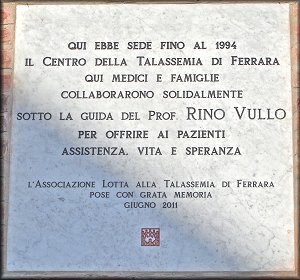 QUI EBBE SEDE FINO AL 1994
IL CENTRO DELLA TALASSEMIA DI FERRARA
QUI MEDICI E FAMIGLIE
COLLABORARONO SOLIDALMENTE
SOTTO LA GUIDA DEL PROF. RINO VULLO
PER OFFRIRE AI PAZIENTI
ASSISTENZA, VITA E SPERANZA
L'ASSOCIAZIONE LOTTA ALLA TALASSEMIA DI FERRARA
POSE CON GRATA MEMORIA
GIUGNO 2011